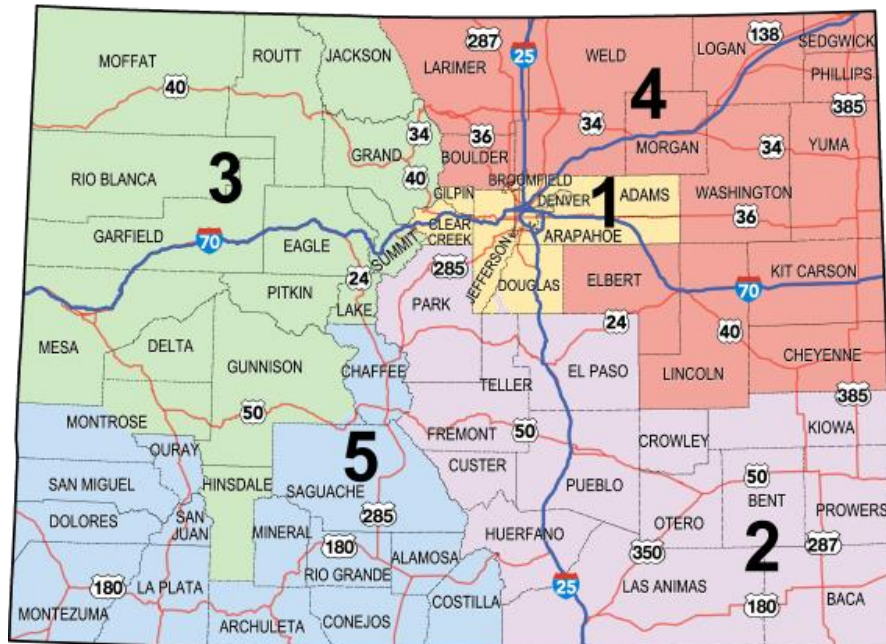 MOFFAT
ROUTT
JACKSON
LARIMER
287
25
WELD
LOGAN
138
SEDGWICK
PHILLIPS
40
4
385
34
36
34
MORGAN
34
YUMA
RIO BLANCA
3
GRAND
40
BOULDER
BROOMFIELD
GILPIN
1
DENVER
ADAMS
WASHINGTON
36
GARFIELD
70
EAGLE
SUMMIT
CLEAR
CREEK
JEFFERSON
ARAPAHOE
24
285
DOUGLAS
ELBERT
KIT CARSON
70
PITKIN
LAKE
PARK
24
40
MESA
DELTA
GUNNISON
CHAFFEE
TELLER
EL PASO
LINCOLN
CHEYENNE
385
MONTROSE
50
FREMONT
50
CROWLEY
KIOWA
OURAY
5
CUSTER
SAN MIGUEL
HINSDALE
SAGUACHE
PUEBLO
50
BENT
PROWERS
DOLORES
SAN
JUAN
MINERAL
285
180
ALAMOSA
HUERFANO
OTERO
350
2
287
180
LA PLATA
RIO GRANDE
COSTILLA
25
LAS ANIMAS
180
BACA
MONTEZUMA
ARCHULETA
CONEJOS